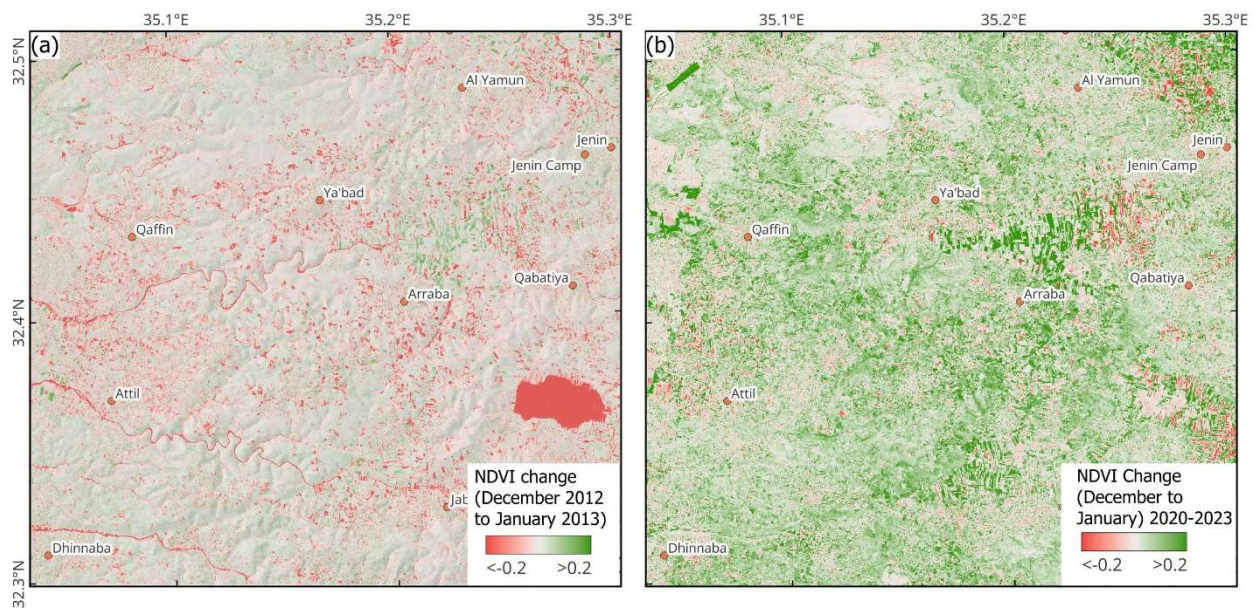 35.1°E 35.2°E 35.3°E 35.1°E 35.2°E 35.3°E
(a)
32.5°N
Al Yamun
Jenin
Jenin Camp
Ya'bad
Qaffin
Qabatiya
Arraba
32.4°N
Attil
NDVI change
(December 2012
to January 2013)
Jab
Dhinnaba
<-0.2 >0.2
32.3°N
(b)
Al Yamun
Jenin
Jenin Camp
Ya'bad
Qaffin
Qabatiya
Arraba
Attil
NDVI Change
(December to
January) 2020-2023
Dhinnaba
<-0.2 >0.2